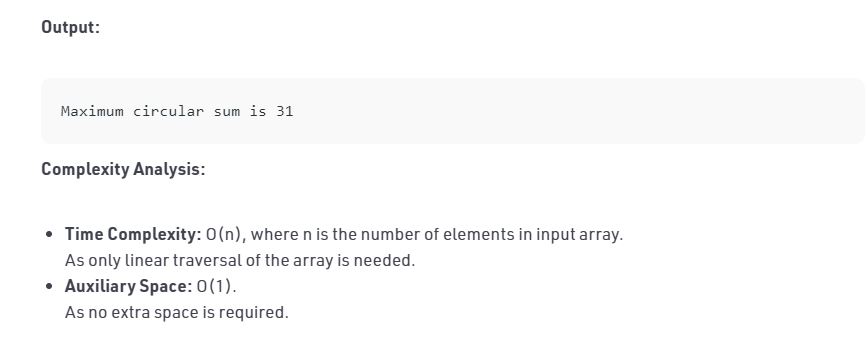 Output:
Maximum circular sum is 31
Complexity Analysis:
• Time Complexity: O(n), where n is the number of elements in input array.
As only linear traversal of the array is needed.
• Auxiliary Space: O(1).
As no extra space is required.